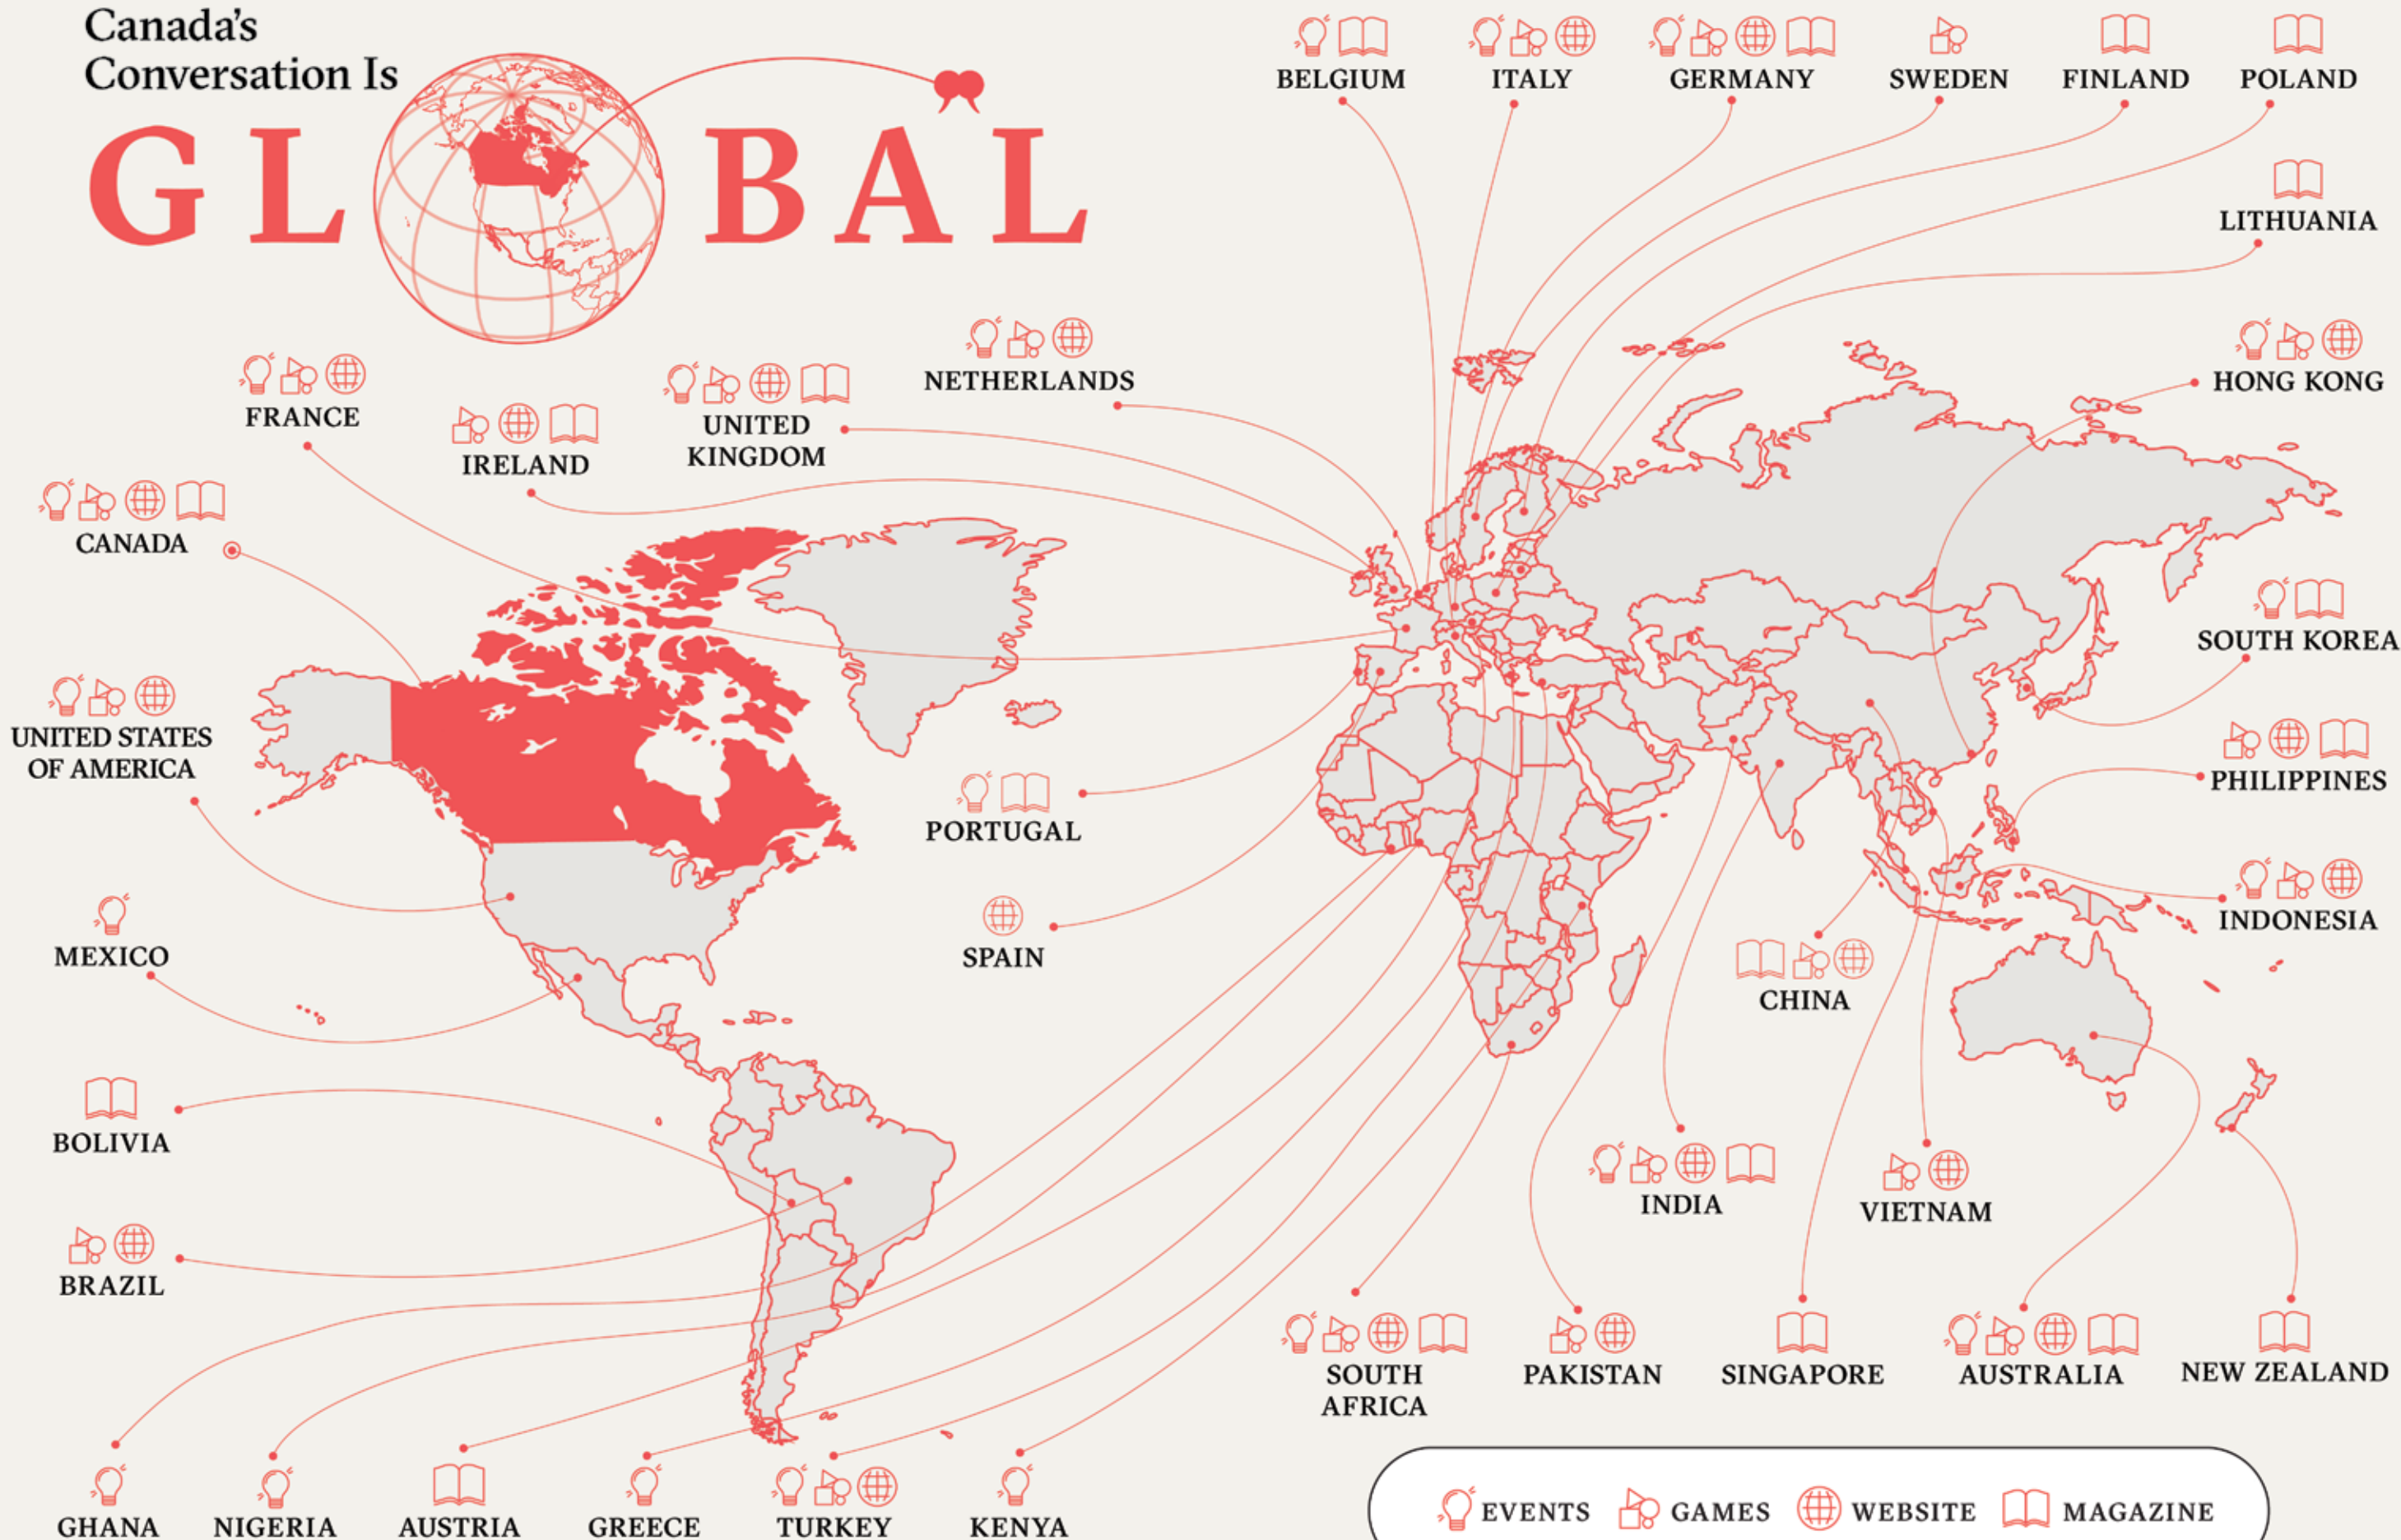 Canada's
Conversation Is
GL BAL
BELGIUM
ITALY
GERMANY
SWEDEN
FINLAND
POLAND
LITHUANIA
HONG KONG
NETHERLANDS
FRANCE
UNITED
KINGDOM
IRELAND
CANADA
SOUTH KOREA
UNITED STATES
OF AMERICA
PHILIPPINES
PORTUGAL
INDONESIA
MEXICO
SPAIN
CHINA
BOLIVIA
INDIA
VIETNAM
BRAZIL
SOUTH
AFRICA
PAKISTAN
SINGAPORE
AUSTRALIA
NEW ZEALAND
GHANA
NIGERIA
AUSTRIA
GREECE
TURKEY
KENYA
EVENTS GAMES WEBSITE MAGAZINE